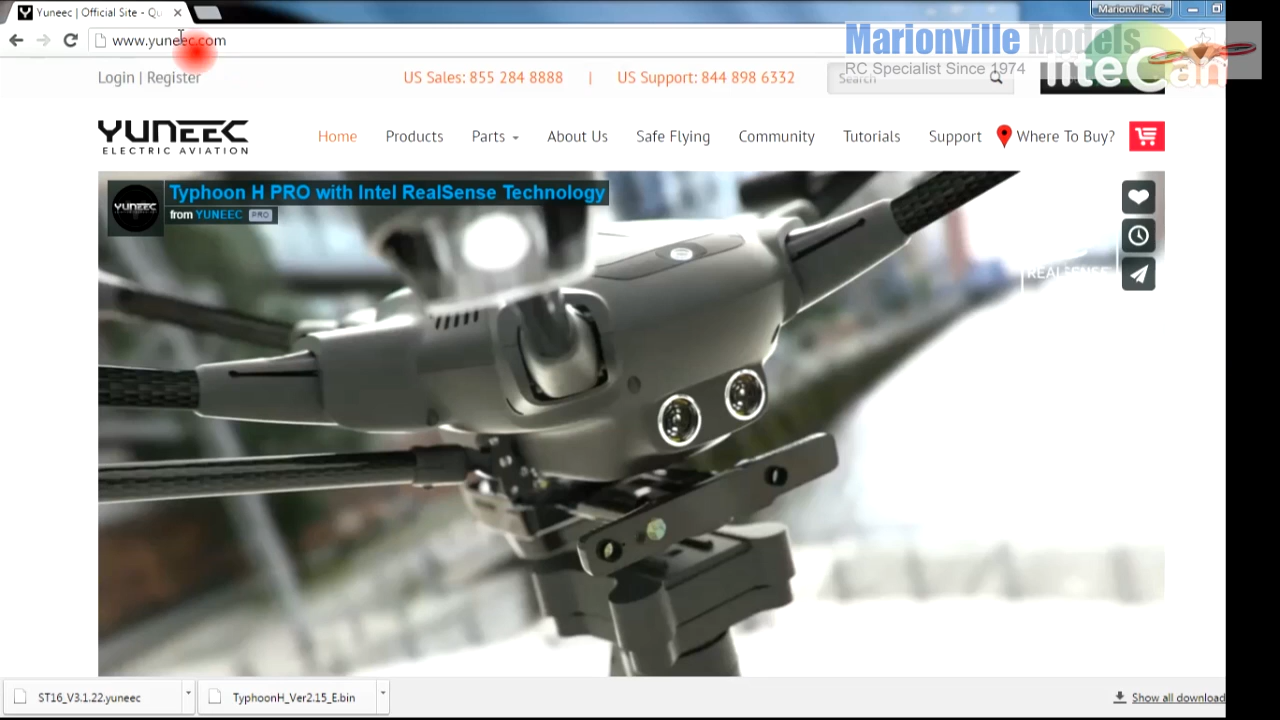 Yuneec | Official Site - Qu
Marionville RC
www.yuneec.com
Marionville Models
RC Specialist Since 1974
Login | Register
US Sales: 855 284 8888 | US Support: 844 898 6332
Search
YUNEEC
ELECTRIC AVIATION
Home Products Parts About Us Safe Flying Community Tutorials Support Where To Buy?
YUNEEC
Typhoon H PRO with Intel RealSense Technology
from YUNEEC PRO
REALSENSE
ST16_V3.1.22.yuneec
TyphoonH_Ver2.15_E.bin
Show all download